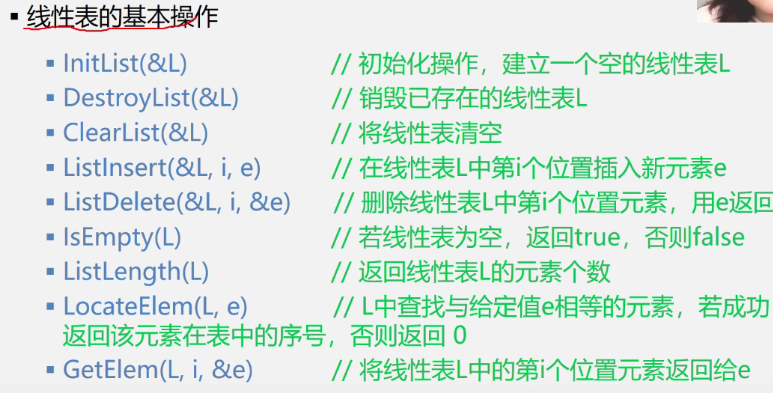 ▪ 线性表的基本操作
▪ InitList(&L) // 初始化操作，建立一个空的线性表L
▪ DestroyList(&L) // 销毁已存在的线性表L
▪ ClearList(&L) // 将线性表清空
▪ ListInsert(&L, i, e) // 在线性表L中第i个位置插入新元素e
▪ ListDelete(&L, i, &e) // 删除线性表L中第i个位置元素，用e返回
▪ IsEmpty(L) // 若线性表为空，返回true，否则false
▪ ListLength(L) // 返回线性表L的元素个数
▪ LocateElem(L, e) // L中查找与给定值e相等的元素，若成功
返回该元素在表中的序号，否则返回 0
▪ GetElem(L, i, &e) // 将线性表L中的第i个位置元素返回给e